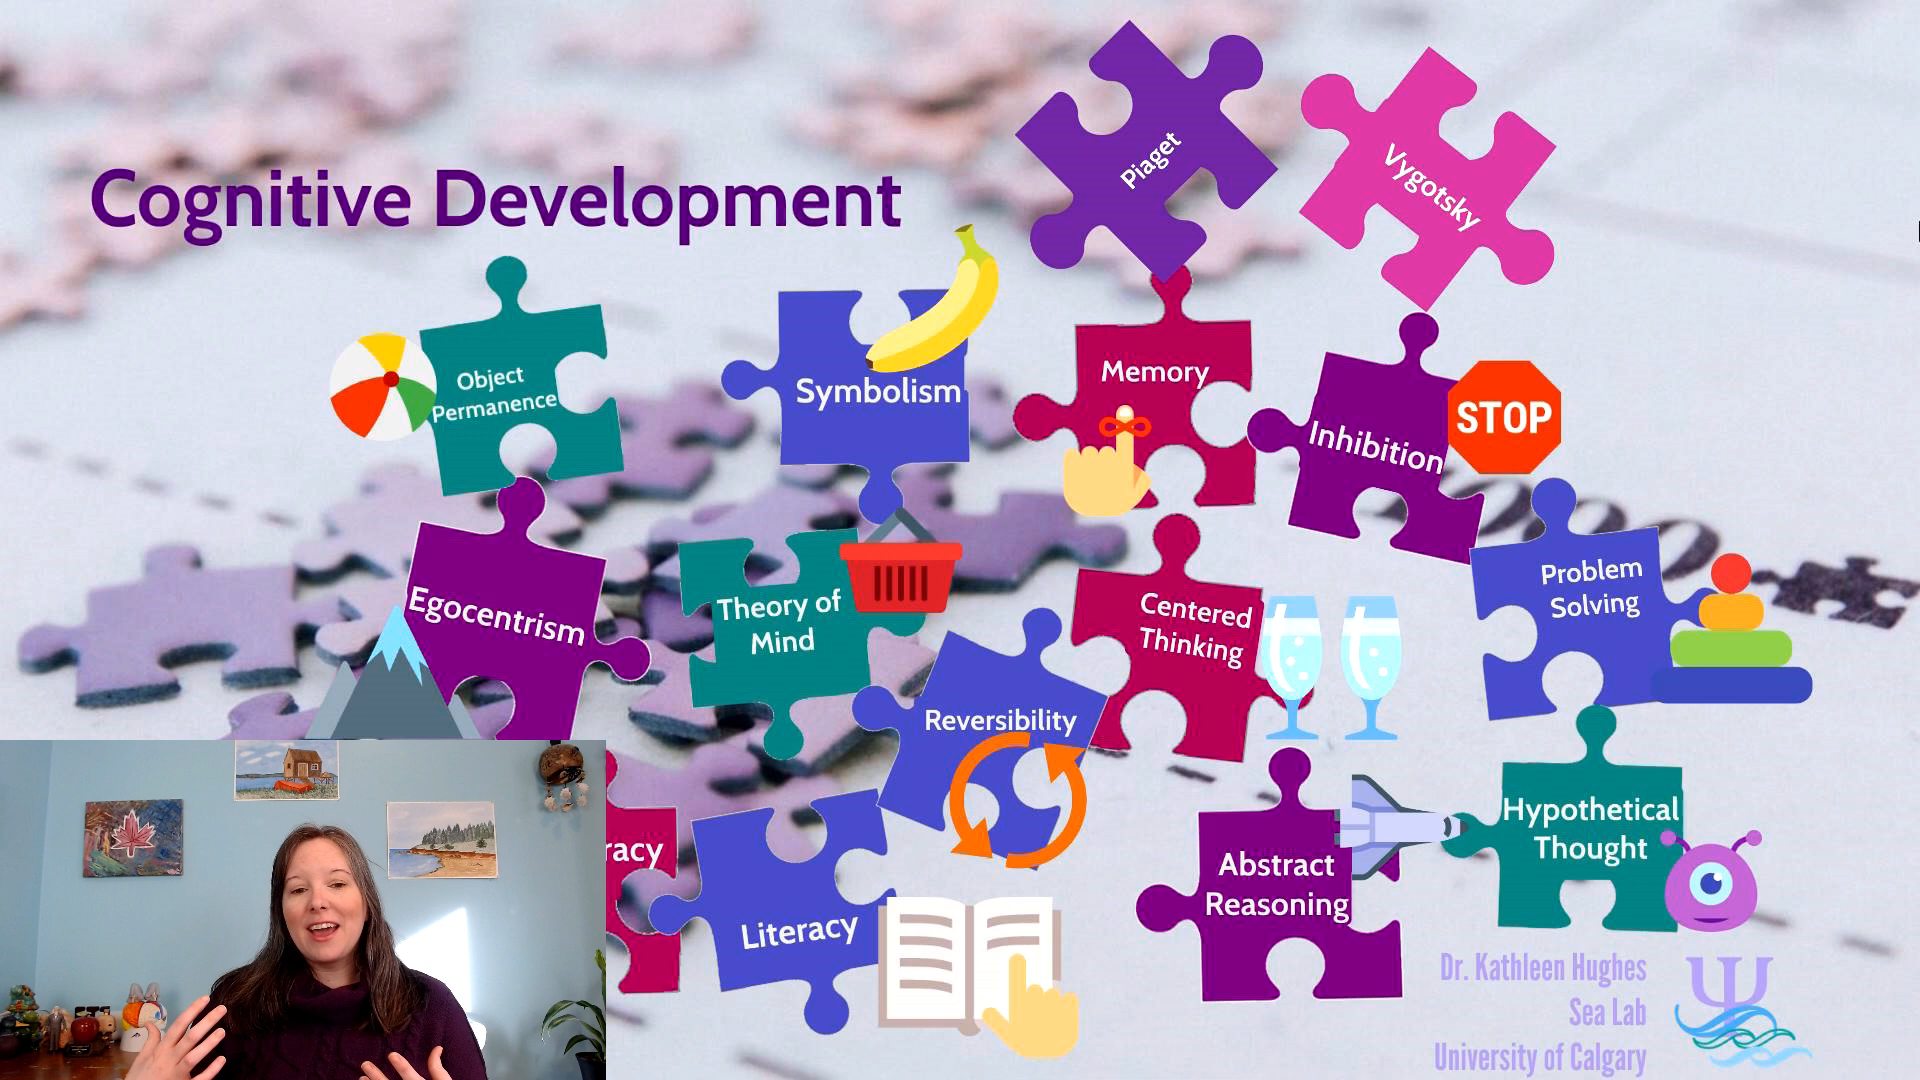 Cognitive Development
Piaget
Vygotsky
Object
Permanence
Symbolism
Memory
Inhibition
STOP
Egocentrism
Theory of
Mind
Centered
Thinking
Problem
Solving
Reversibility
racy
Literacy
Abstract
Reasoning
Hypothetical
Thought
Dr. Kathleen Hughes
Sea Lab
University of Calgary